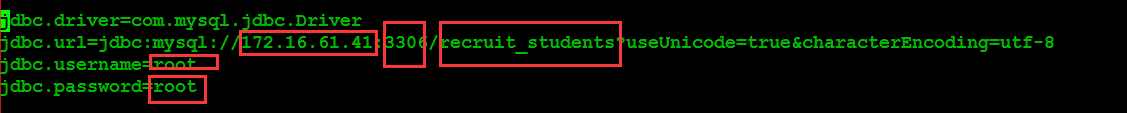 jdbc.driver=com.mysql.jdbc.Driver
jdbc.url=jdbc:mysql://172.16.61.41:3306/recruit_students?useUnicode=true&characterEncoding=utf-8
jdbc.username=root
jdbc.password=root